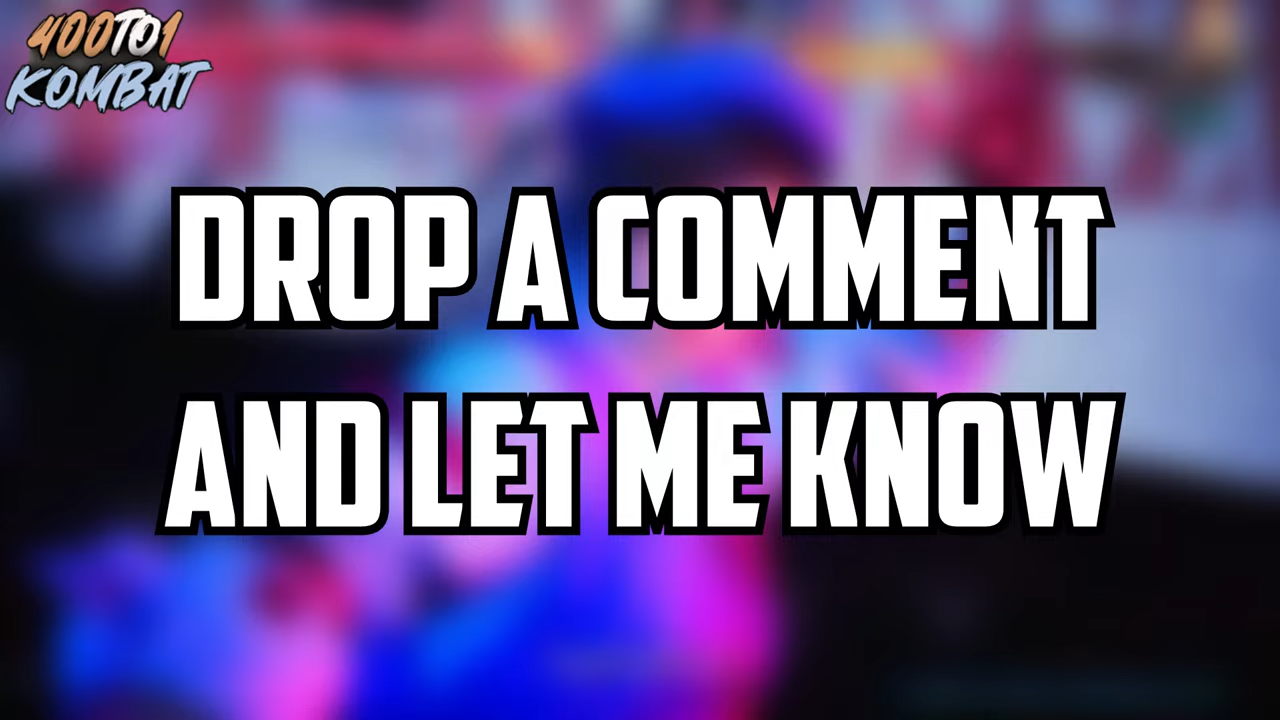 400TO1
KOMBAT
DROP A COMMENT
AND LET ME KNOW